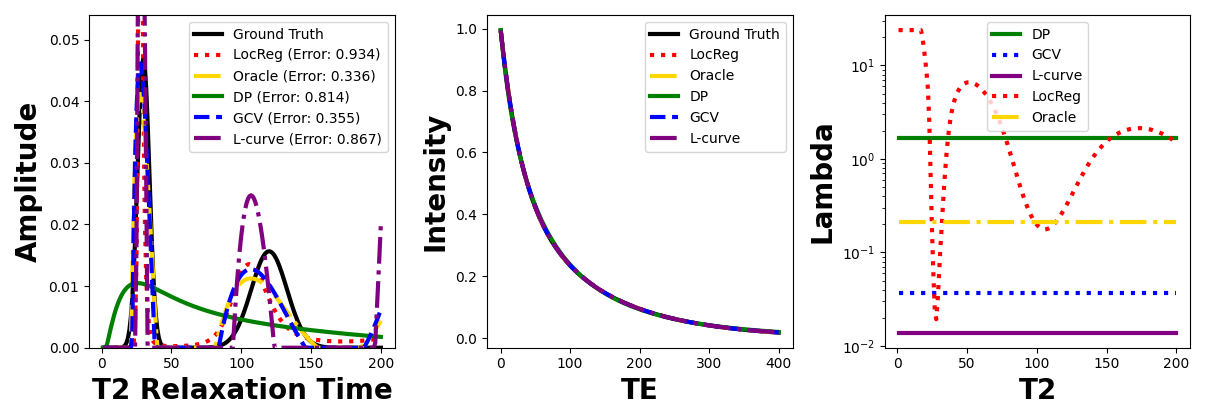 Amplitude
0.05
0.04
0.03
0.02
0.01
0.00
Ground Truth
LocReg (Error: 0.934)
Oracle (Error: 0.336)
DP (Error: 0.814)
GCV (Error: 0.355)
L-curve (Error: 0.867)
0 50 100 150 200
T2 Relaxation Time
Intensity
1.0
0.8
0.6
0.4
0.2
0.0
Ground Truth
LocReg
Oracle
DP
GCV
L-curve
0 100 200 300 400
TE
Lambda
10¹
10⁰
10⁻¹
10⁻²
DP
GCV
L-curve
LocReg
Oracle
0 50 100 150 200
T2